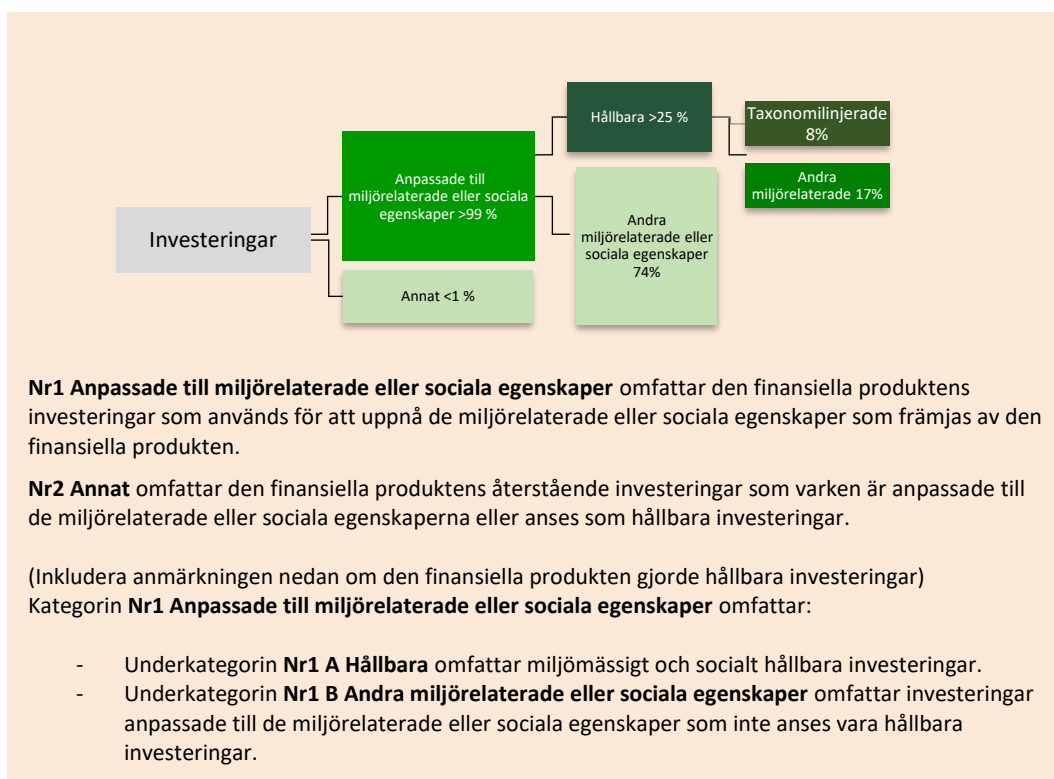 Hållbara >25 %
Taxonomilinjerade
8%
Anpassade till
miljörelaterade eller sociala
egenskaper >99 %
Andra
miljörelaterade 17%
Investeringar
Andra
miljörelaterade eller
sociala egenskaper
74%
Annat <1 %
Nr1 Anpassade till miljörelaterade eller sociala egenskaper omfattar den finansiella produktens
investeringar som används för att uppnå de miljörelaterade eller sociala egenskaper som främjas av den
finansiella produkten.
Nr2 Annat omfattar den finansiella produktens återstående investeringar som varken är anpassade till
de miljörelaterade eller sociala egenskaperna eller anses som hållbara investeringar.
(Inkludera anmärkningen nedan om den finansiella produkten gjorde hållbara investeringar)
Kategorin Nr1 Anpassade till miljörelaterade eller sociala egenskaper omfattar:
- Underkategorin Nr1 A Hållbara omfattar miljömässigt och socialt hållbara investeringar.
- Underkategorin Nr1 B Andra miljörelaterade eller sociala egenskaper omfattar investeringar
anpassade till de miljörelaterade eller sociala egenskaper som inte anses vara hållbara
investeringar.